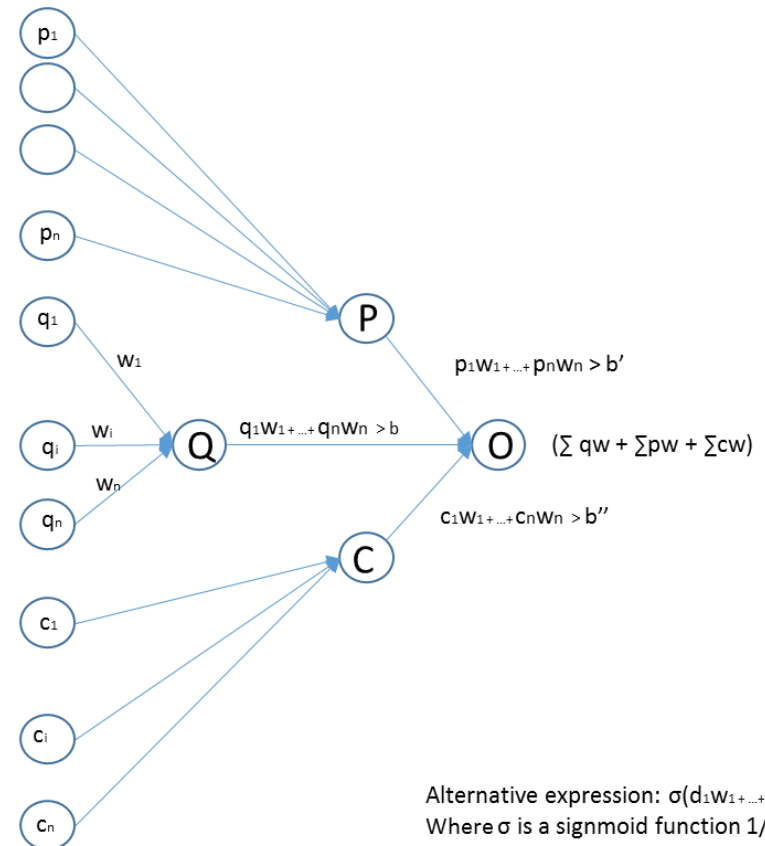 p₁
pₙ
q₁
w₁
P
p₁w₁₊...₊pₙwₙ > b’
wᵢ
qᵢ
Q
q₁w₁₊...₊qₙwₙ > b
O
(∑ qw + ∑pw + ∑cw)
wₙ
qₙ
c₁w₁₊...₊cₙwₙ > b’’
C
c₁
cᵢ
cₙ
Alternative expression: σ(d₁w₁₊...₊
Where σ is a signmoid function 1/